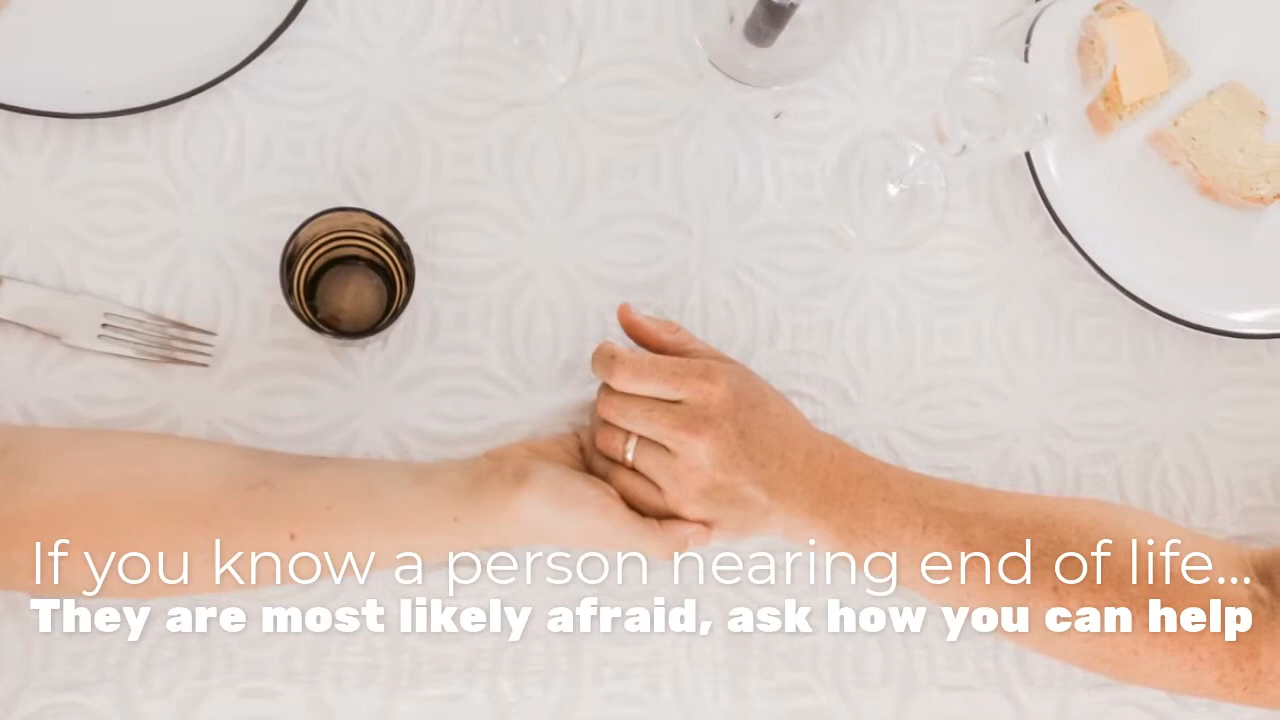 If you know a person nearing end of life...
They are most likely afraid, ask how you can help